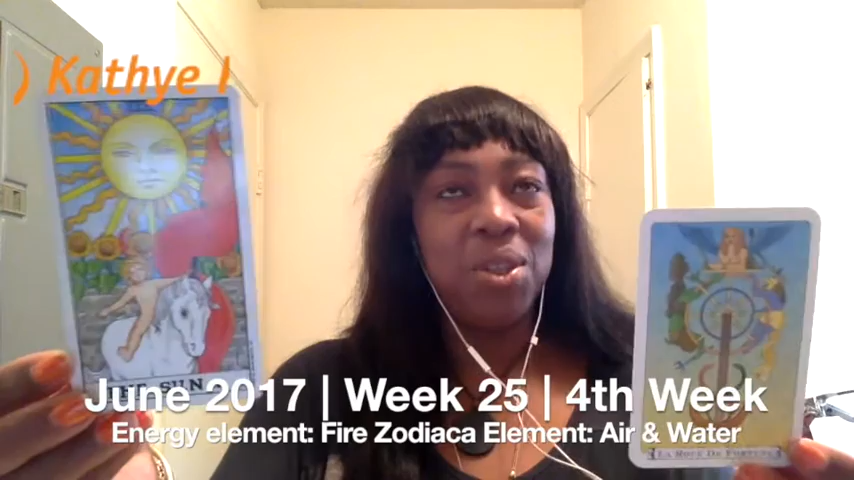 ) Kathye I
THE SUN
June 2017 | Week 25 | 4th Week
Energy element: Fire Zodiaca Element: Air & Water
LA ROUE DE FORTUNE